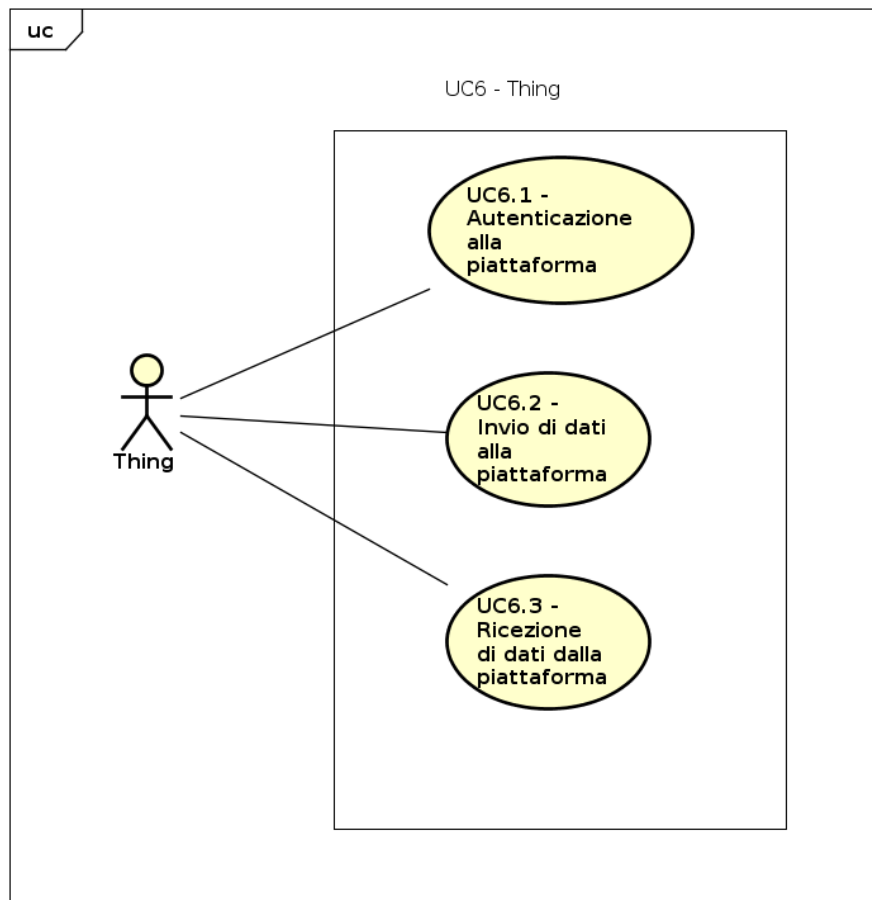 uc
UC6 - Thing
UC6.1 -
Autenticazione
alla
piattaforma
UC6.2 -
Invio di dati
alla
piattaforma
Thing
UC6.3 -
Ricezione
di dati dalla
piattaforma